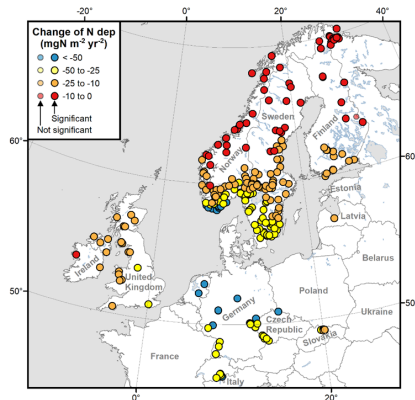 -20°
0°
20°
40°
Change of N dep
(mgN m⁻² yr⁻²)
< -50
-50 to -25
-25 to -10
-10 to 0
Significant
Not significant
Sweden
Finland
Norway
60°
60°
Estonia
Latvia
Ireland
United
Kingdom
Belarus
50°
50°
Poland
Germany
Ukraine
Czech
Republic
Slovakia
France
Italy
0°
20°